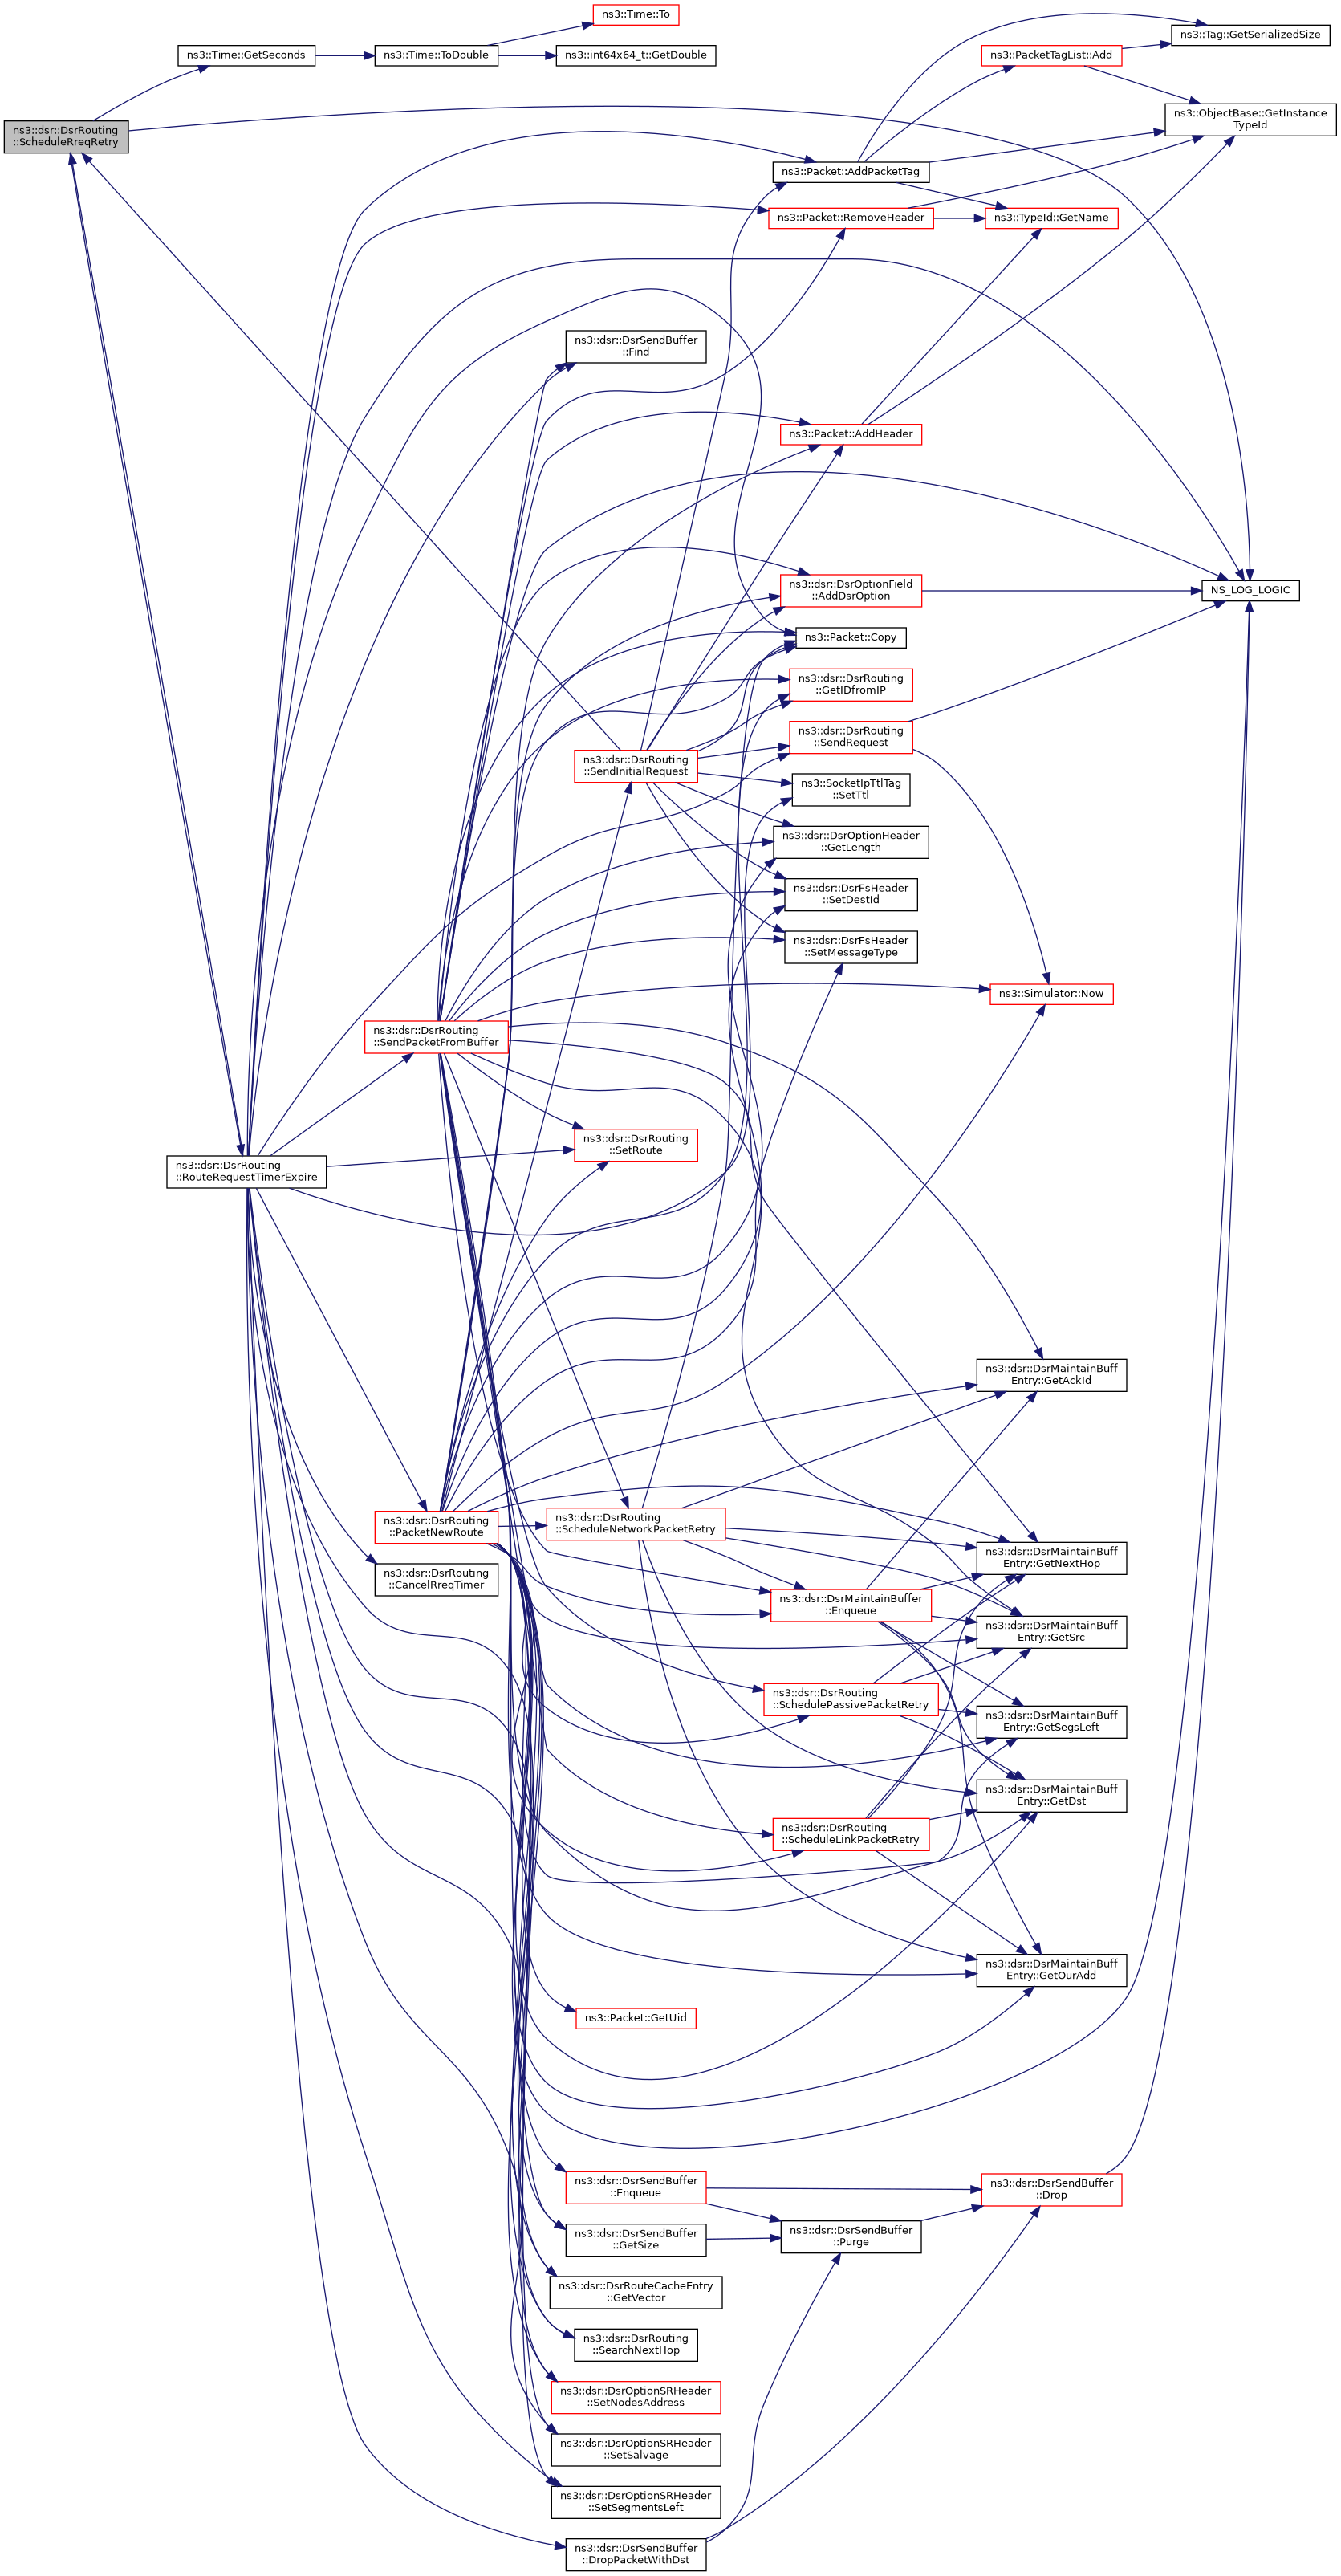 ns3::Time::To
ns3::Tag::GetSerializedSize
ns3::Time::GetSeconds
ns3::Time::ToDouble
ns3::int64x64_t::GetDouble
ns3::PacketTagList::Add
ns3::ObjectBase::GetInstance
TypeId
ns3::dsr::DsrRouting
::ScheduleRreqRetry
ns3::Packet::AddPacketTag
ns3::Packet::RemoveHeader
ns3::TypeId::GetName
ns3::dsr::DsrSendBuffer
::Find
ns3::Packet::AddHeader
ns3::dsr::DsrOptionField
::AddDsrOption
NS_LOG_LOGIC
ns3::Packet::Copy
ns3::dsr::DsrRouting
::GetIDfromIP
ns3::dsr::DsrRouting
::SendRequest
ns3::dsr::DsrRouting
::SendInitialRequest
ns3::SocketIpTtlTag
::SetTtl
ns3::dsr::DsrOptionHeader
::GetLength
ns3::dsr::DsrFsHeader
::SetDestId
ns3::dsr::DsrFsHeader
::SetMessageType
ns3::Simulator::Now
ns3::dsr::DsrRouting
::SendPacketFromBuffer
ns3::dsr::DsrRouting
::SetRoute
ns3::dsr::DsrRouting
::RouteRequestTimerExpire
ns3::dsr::DsrMaintainBuff
Entry::GetAckId
ns3::dsr::DsrRouting
::PacketNewRoute
ns3::dsr::DsrRouting
::ScheduleNetworkPacketRetry
ns3::dsr::DsrMaintainBuff
Entry::GetNextHop
ns3::dsr::DsrRouting
::CancelRreqTimer
ns3::dsr::DsrMaintainBuffer
::Enqueue
ns3::dsr::DsrMaintainBuff
Entry::GetSrc
ns3::dsr::DsrRouting
::SchedulePassivePacketRetry
ns3::dsr::DsrMaintainBuff
Entry::GetSegsLeft
ns3::dsr::DsrMaintainBuff
Entry::GetDst
ns3::dsr::DsrRouting
::ScheduleLinkPacketRetry
ns3::dsr::DsrMaintainBuff
Entry::GetOurAdd
ns3::Packet::GetUid
ns3::dsr::DsrSendBuffer
::Enqueue
ns3::dsr::DsrSendBuffer
::Drop
ns3::dsr::DsrSendBuffer
::GetSize
ns3::dsr::DsrSendBuffer
::Purge
ns3::dsr::DsrRouteCacheEntry
::GetVector
ns3::dsr::DsrRouting
::SearchNextHop
ns3::dsr::DsrOptionSRHeader
::SetNodesAddress
ns3::dsr::DsrOptionSRHeader
::SetSalvage
ns3::dsr::DsrOptionSRHeader
::SetSegmentsLeft
ns3::dsr::DsrSendBuffer
::DropPacketWithDst